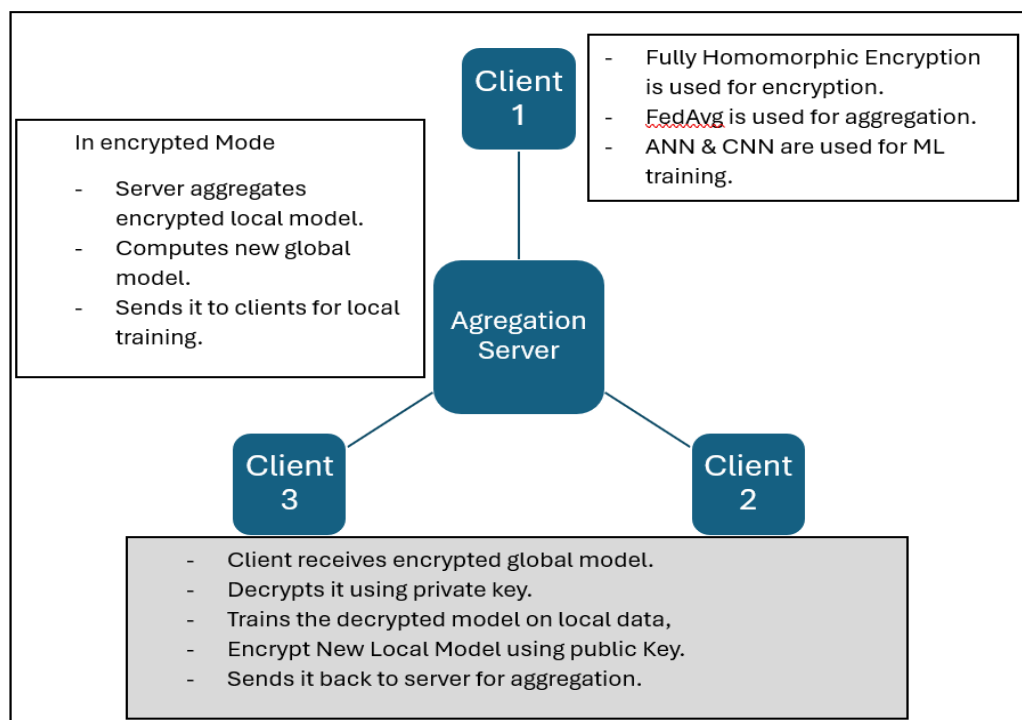 Client
1
- Fully Homomorphic Encryption
is used for encryption.
- FedAvg is used for aggregation.
- ANN & CNN are used for ML
training.
In encrypted Mode
- Server aggregates
encrypted local model.
- Computes new global
model.
- Sends it to clients for local
training.
Agregation
Server
Client
3
Client
2
- Client receives encrypted global model.
- Decrypts it using private key.
- Trains the decrypted model on local data,
- Encrypt New Local Model using public Key.
- Sends it back to server for aggregation.